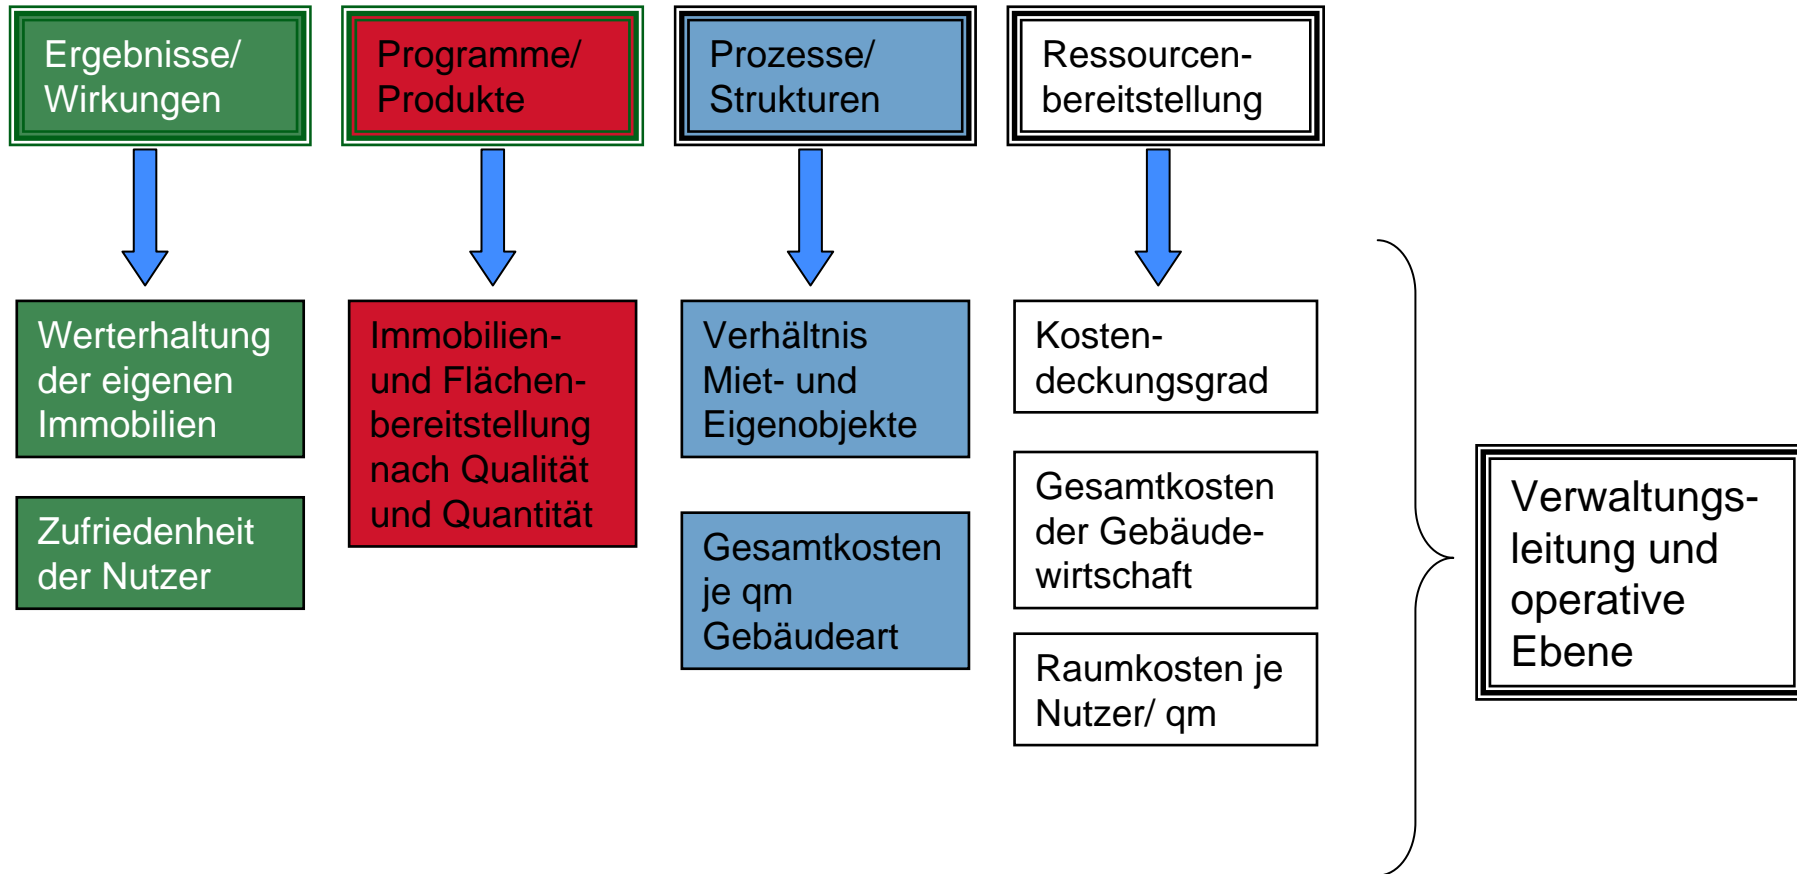 Ergebnisse/
Wirkungen
Programme/
Produkte
Prozesse/
Strukturen
Ressourcen-
bereitstellung
Werterhaltung
der eigenen
Immobilien
Zufriedenheit
der Nutzer
Immobilien-
und Flächen-
bereitstellung
nach Qualität
und Quantität
Verhältnis
Miet- und
Eigenobjekte
Gesamtkosten
je qm
Gebäudeart
Kosten-
deckungsgrad
Gesamtkosten
der Gebäude-
wirtschaft
Raumkosten je
Nutzer/ qm
Verwaltungs-
leitung und
operative
Ebene